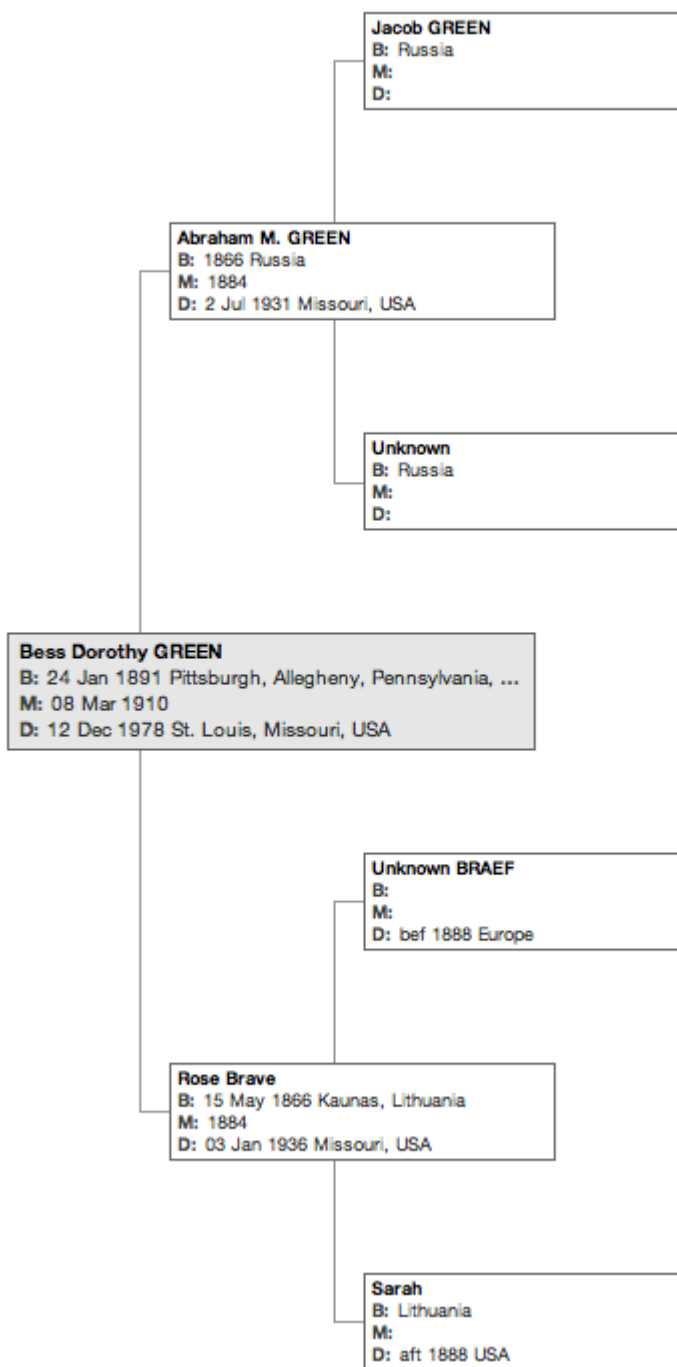 Jacob GREEN
B: Russia
M:
D:
Abraham M. GREEN
B: 1866 Russia
M: 1884
D: 2 Jul 1931 Missouri, USA
Unknown
B: Russia
M:
D:
Bess Dorothy GREEN
B: 24 Jan 1891 Pittsburgh, Allegheny, Pennsylvania, ...
M: 08 Mar 1910
D: 12 Dec 1978 St. Louis, Missouri, USA
Unknown BRAEF
B:
M:
D: bef 1888 Europe
Rose Brave
B: 15 May 1866 Kaunas, Lithuania
M: 1884
D: 03 Jan 1936 Missouri, USA
Sarah
B: Lithuania
M:
D: aft 1888 USA